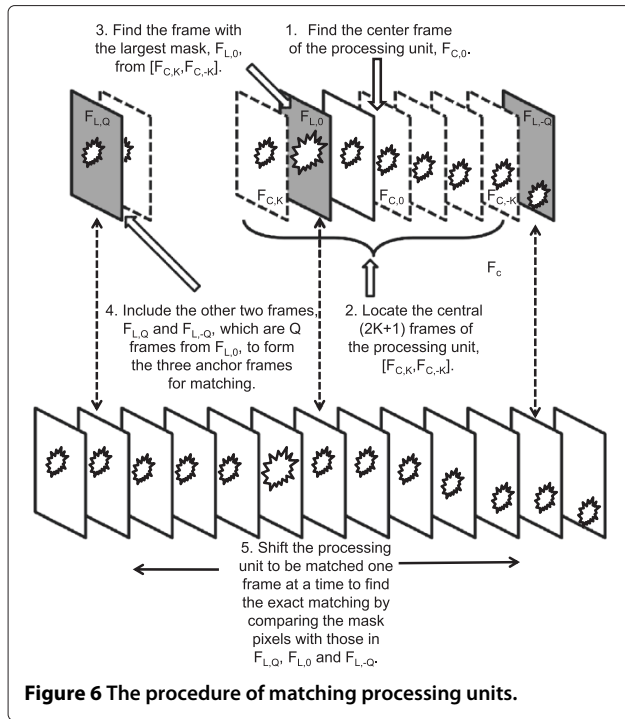 3. Find the frame with
the largest mask, F_{L,0},
from [F_{C,K},F_{C,-K}].
1. Find the center frame
of the processing unit, F_{C,0}.
F_{L,Q}
F_{L,0}
F_{L,-Q}
F_{C,K}
F_{C,0}
F_{C,-K}
F_c
4. Include the other two frames,
F_{L,Q} and F_{L,-Q}, which are Q
frames from F_{L,0}, to form
the three anchor frames
for matching.
2. Locate the central
(2K+1) frames of
the processing unit,
[F_{C,K},F_{C,-K}].
5. Shift the processing
unit to be matched one
frame at a time to find
the exact matching by
comparing the mask
pixels with those in
F_{L,Q}, F_{L,0} and F_{L,-Q}.
Figure 6 The procedure of matching processing units.